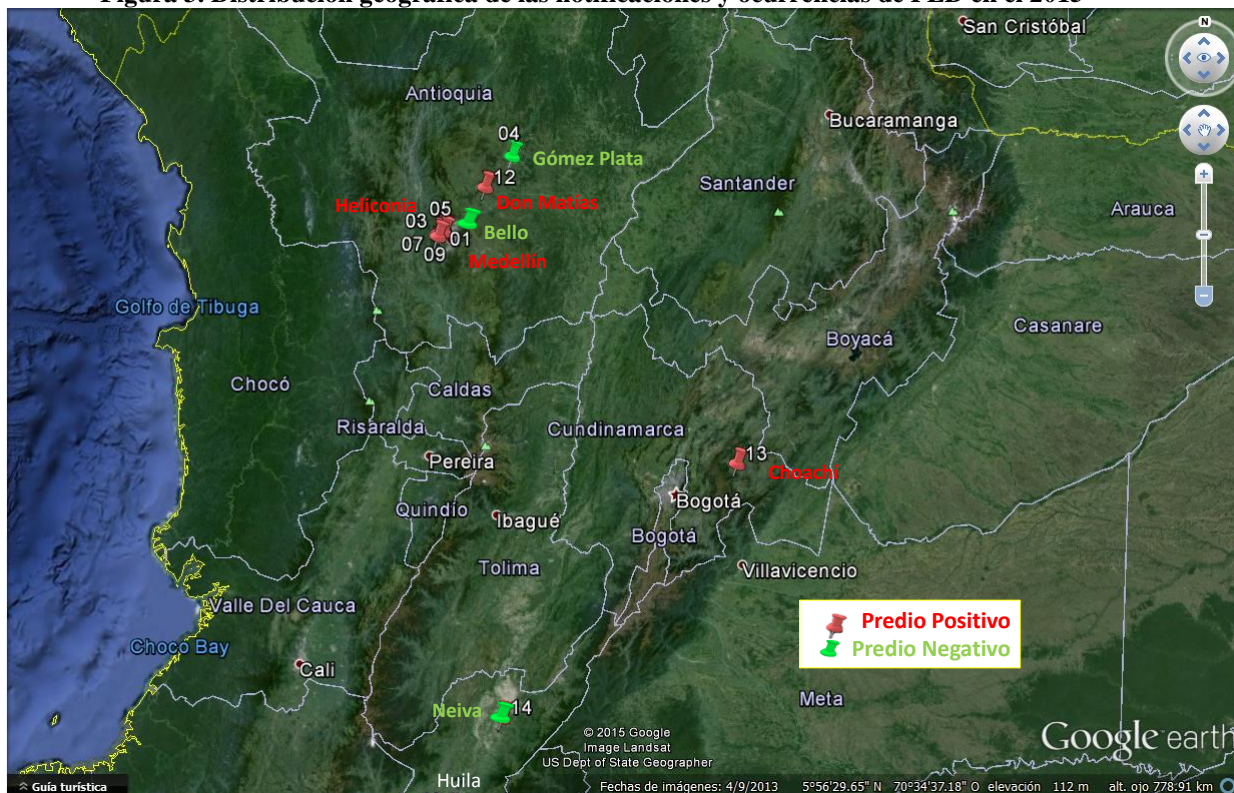 San Cristóbal
N
Antioquia
Bucaramanga
04
Gómez Plata
12
Santander
Don Matías
Heliconia
05
Arauca
03
Bello
07
01
09
Medellín
Golfo de Tibuga
Casanare
Boyacá
Chocó
Caldas
Risaralda
Cundinamarca
Pereira
13
Choachí
Quindío
Ibagué
Bogotá
Bogotá
Tolima
Villavicencio
Valle Del Cauca
Predio Positivo
Choco Bay
Predio Negativo
Cali
Meta
Neiva
14
© 2015 Google
Image Landsat
US Dept of State Geographer
Google earth
Huila
Guía turística
Fechas de imágenes: 4/9/2013 5°56'29.65" N 70°34'37.18" O elevación 112 m alt. ojo 778.91 km